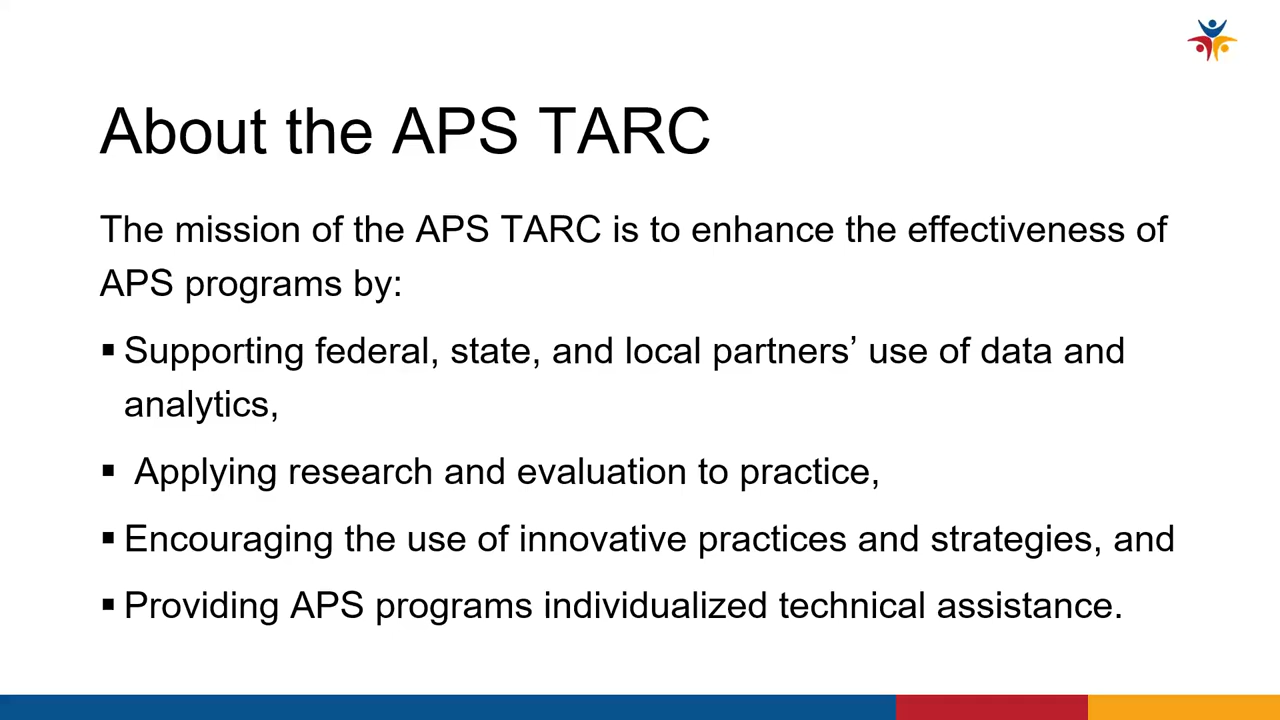 About the APS TARC
The mission of the APS TARC is to enhance the effectiveness of
APS programs by:
▪ Supporting federal, state, and local partners’ use of data and
analytics,
▪ Applying research and evaluation to practice,
▪ Encouraging the use of innovative practices and strategies, and
▪ Providing APS programs individualized technical assistance.